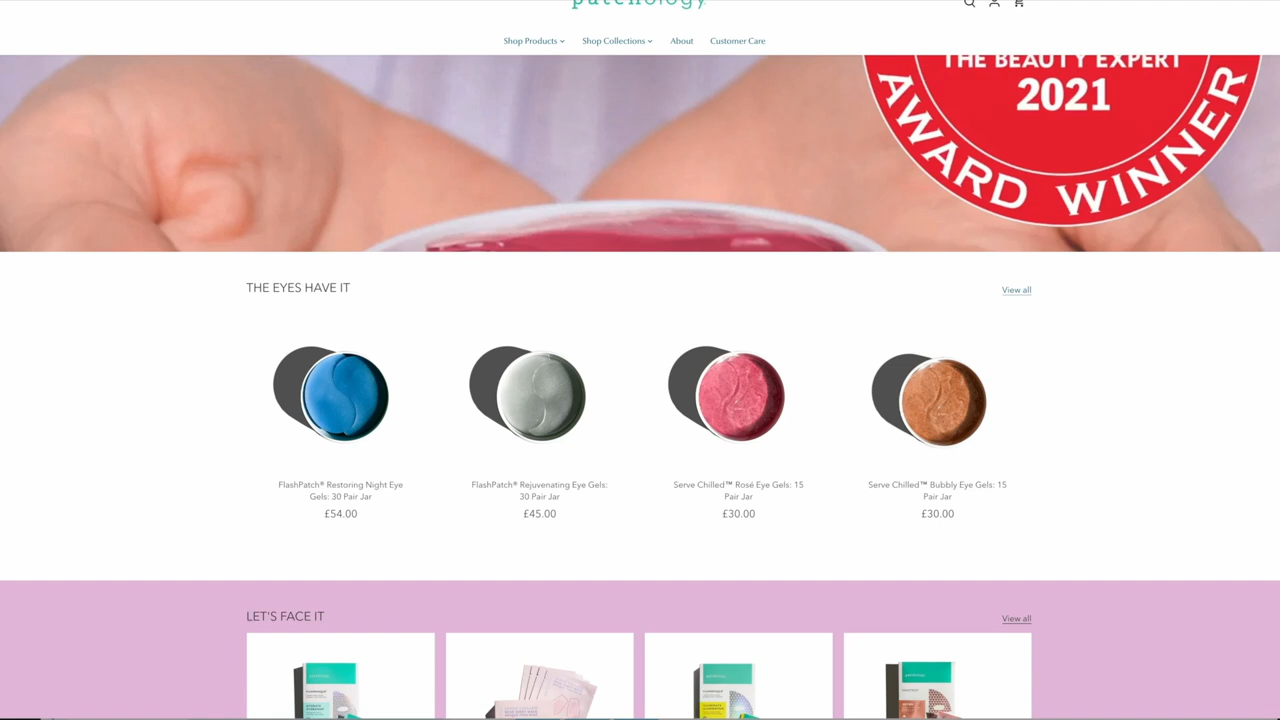 patchology
Shop Products
Shop Collections
About
Customer Care
THE BEAUTY EXPERT
2021
AWARD WINNER
THE EYES HAVE IT
View all
FlashPatch® Restoring Night Eye
Gels: 30 Pair Jar
£54.00
FlashPatch® Rejuvenating Eye Gels:
30 Pair Jar
£45.00
Serve Chilled™ Rosé Eye Gels: 15
Pair Jar
£30.00
Serve Chilled™ Bubbly Eye Gels: 15
Pair Jar
£30.00
LET'S FACE IT
View all